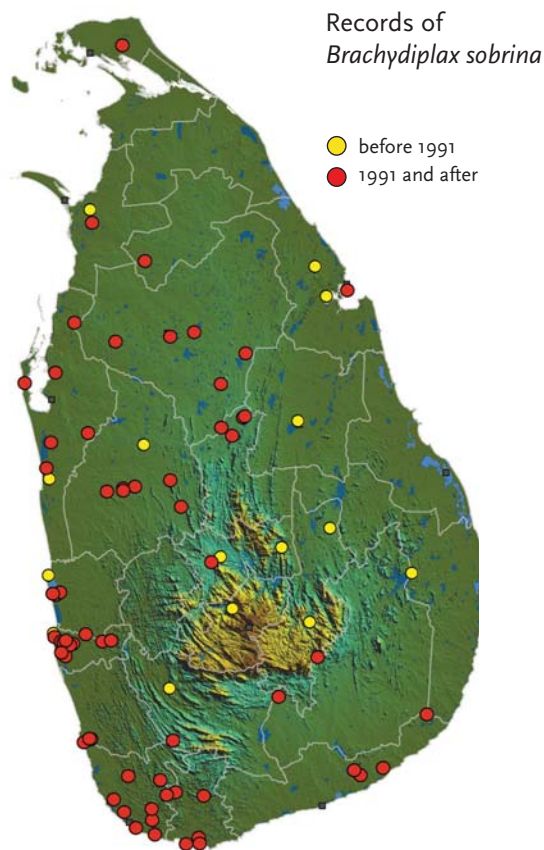 Records of
Brachydiplax sobrina
before 1991
1991 and after